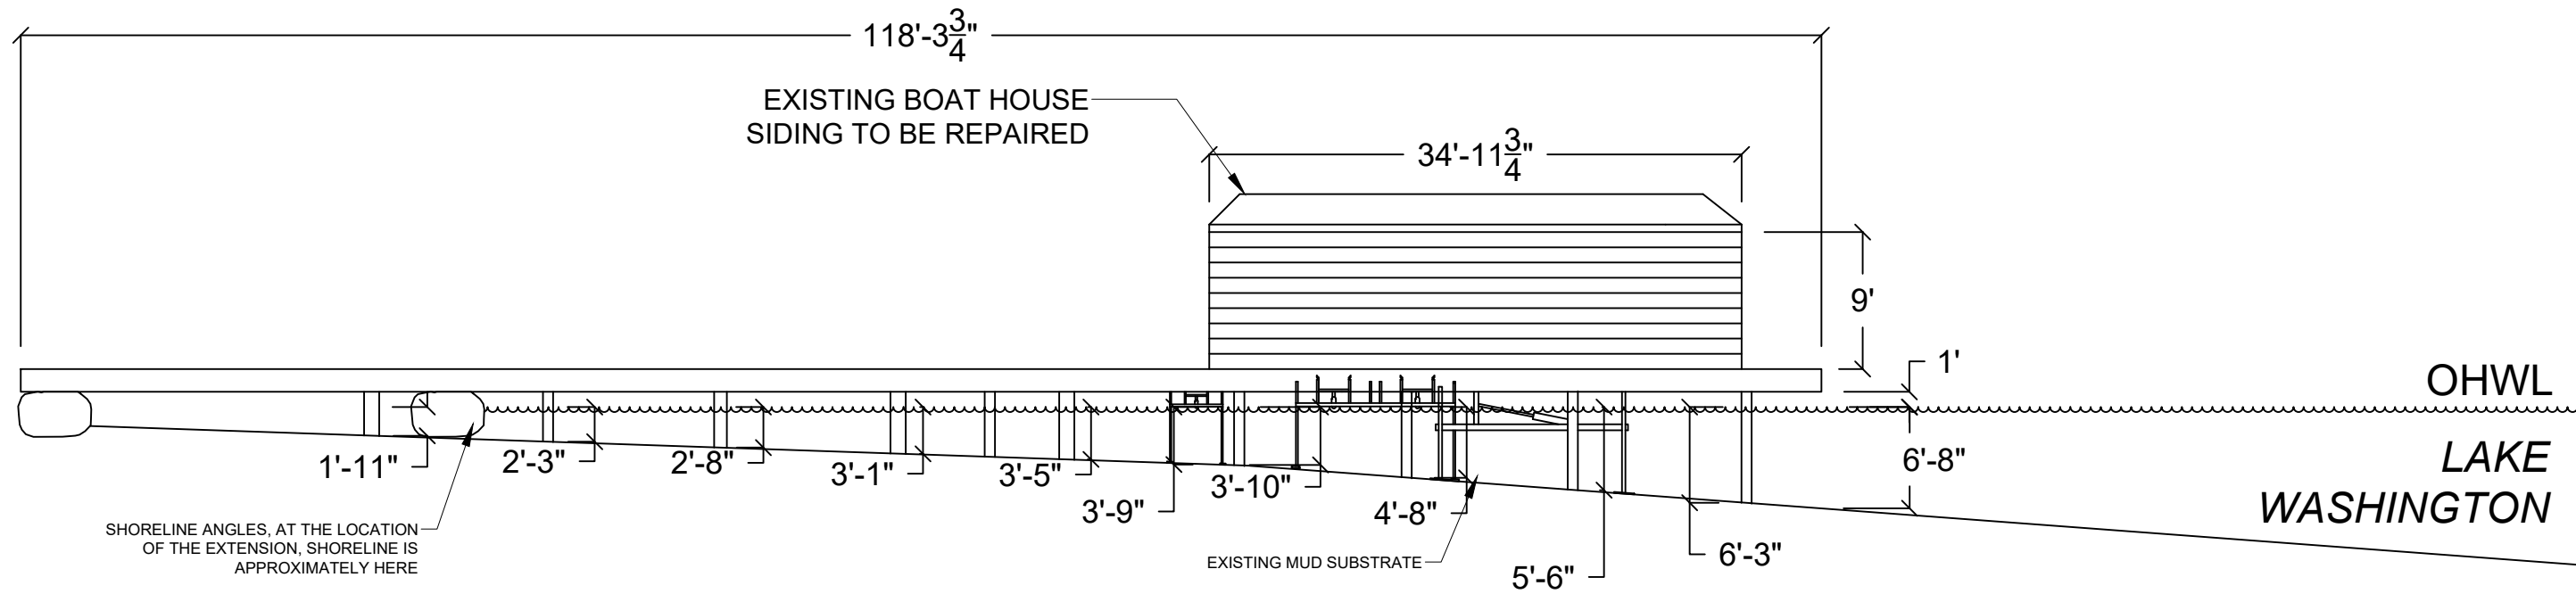 118'-3 3/4"
EXISTING BOAT HOUSE
SIDING TO BE REPAIRED
34'-11 3/4"
9'
1'
OHWL
LAKE
WASHINGTON
6'-8"
1'-11"
2'-3"
2'-8"
3'-1"
3'-5"
3'-9"
3'-10"
4'-8"
5'-6"
6'-3"
SHORELINE ANGLES, AT THE LOCATION
OF THE EXTENSION, SHORELINE IS
APPROXIMATELY HERE
EXISTING MUD SUBSTRATE